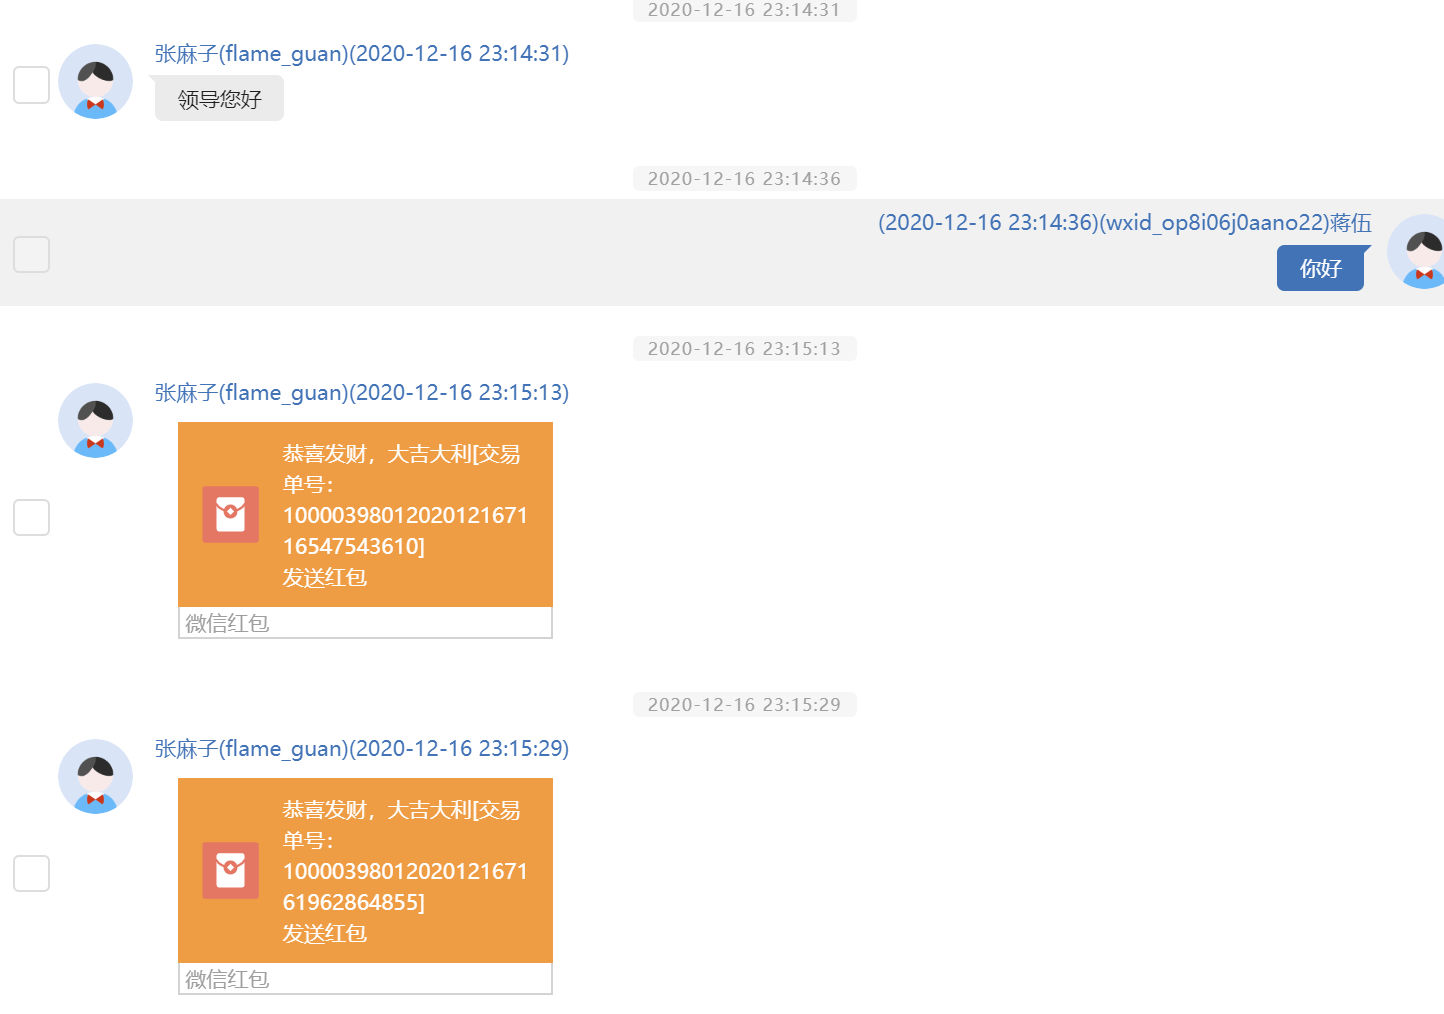 2020-12-16 23:14:31
张麻子(flame_guan)(2020-12-16 23:14:31)
领导您好
2020-12-16 23:14:36
(2020-12-16 23:14:36)(wxid_op8i06j0aano22)蒋伍
你好
2020-12-16 23:15:13
张麻子(flame_guan)(2020-12-16 23:15:13)
恭喜发财，大吉大利[交易
单号：
10000398012020121671
16547543610]
发送红包
微信红包
2020-12-16 23:15:29
张麻子(flame_guan)(2020-12-16 23:15:29)
恭喜发财，大吉大利[交易
单号：
10000398012020121671
61962864855]
发送红包
微信红包